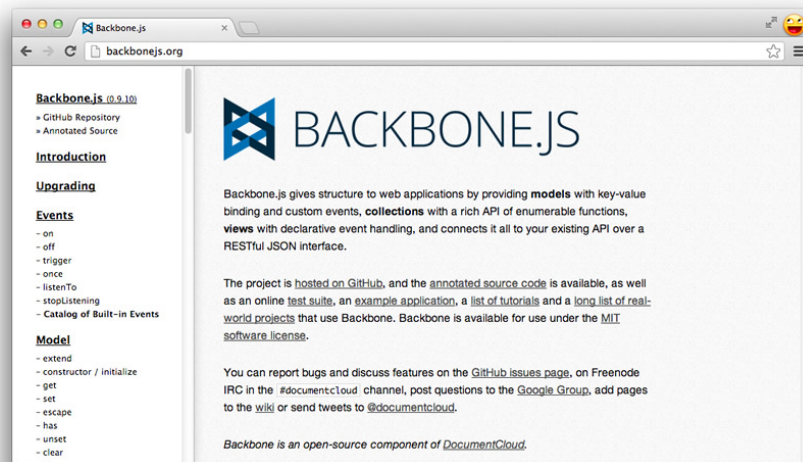 Backbone.js
backbonejs.org
Backbone.js (0.9.10)
» GitHub Repository
» Annotated Source
Introduction
Upgrading
Events
- on
- off
- trigger
- once
- listenTo
- stopListening
- Catalog of Built-in Events
Model
- extend
- constructor / initialize
- get
- set
- escape
- has
- unset
- clear
BACKBONE.JS
Backbone.js gives structure to web applications by providing models with key-value
binding and custom events, collections with a rich API of enumerable functions,
views with declarative event handling, and connects it all to your existing API over a
RESTful JSON interface.
The project is hosted on GitHub, and the annotated source code is available, as well
as an online test suite, an example application, a list of tutorials and a long list of real-
world projects that use Backbone. Backbone is available for use under the MIT
software license.
You can report bugs and discuss features on the GitHub issues page, on Freenode
IRC in the #documentcloud channel, post questions to the Google Group, add pages
to the wiki or send tweets to @documentcloud.
Backbone is an open-source component of DocumentCloud.